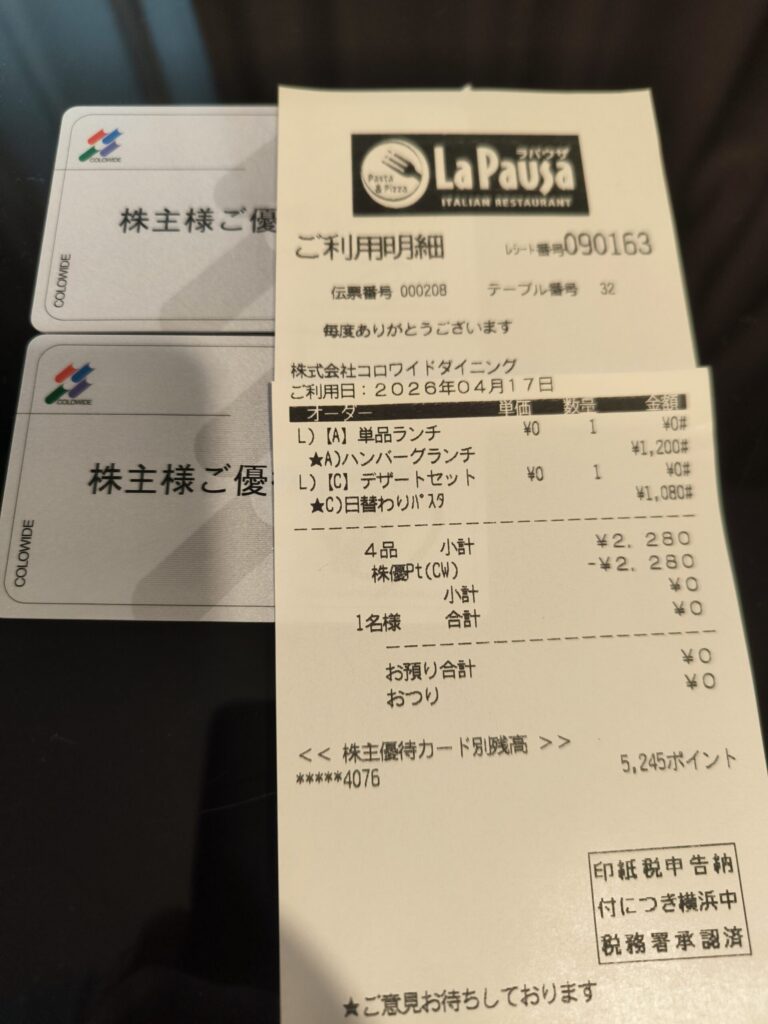 COLOWIDE
株主様ご優
COLOWIDE
COLOWIDE
株主様ご優
COLOWIDE
Pasta & Pizza
ラパウザ
La Pausa
ITALIAN RESTAURANT
ご利用明細 レシート番号090163
伝票番号 000208 テーブル番号 32
毎度ありがとうございます
株式会社コロワイドダイニング
ご利用日：2026年04月17日
オーダー 単価 数量 金額
L)【A】単品ランチ ¥0 1 ¥0#
★A)ハンバーグランチ ¥1,200#
L)【C】デザートセット ¥0 1 ¥0#
★C)日替わりパスタ ¥1,080#
4品 小計 ¥2,280
株優Pt(CW) -¥2,280
小計 ¥0
1名様 合計 ¥0
お預り合計 ¥0
おつり ¥0
<< 株主優待カード別残高 >>
*****4076 5,245ポイント
印紙税申告納
付につき横浜中
税務署承認済
★ご意見お待ちしております